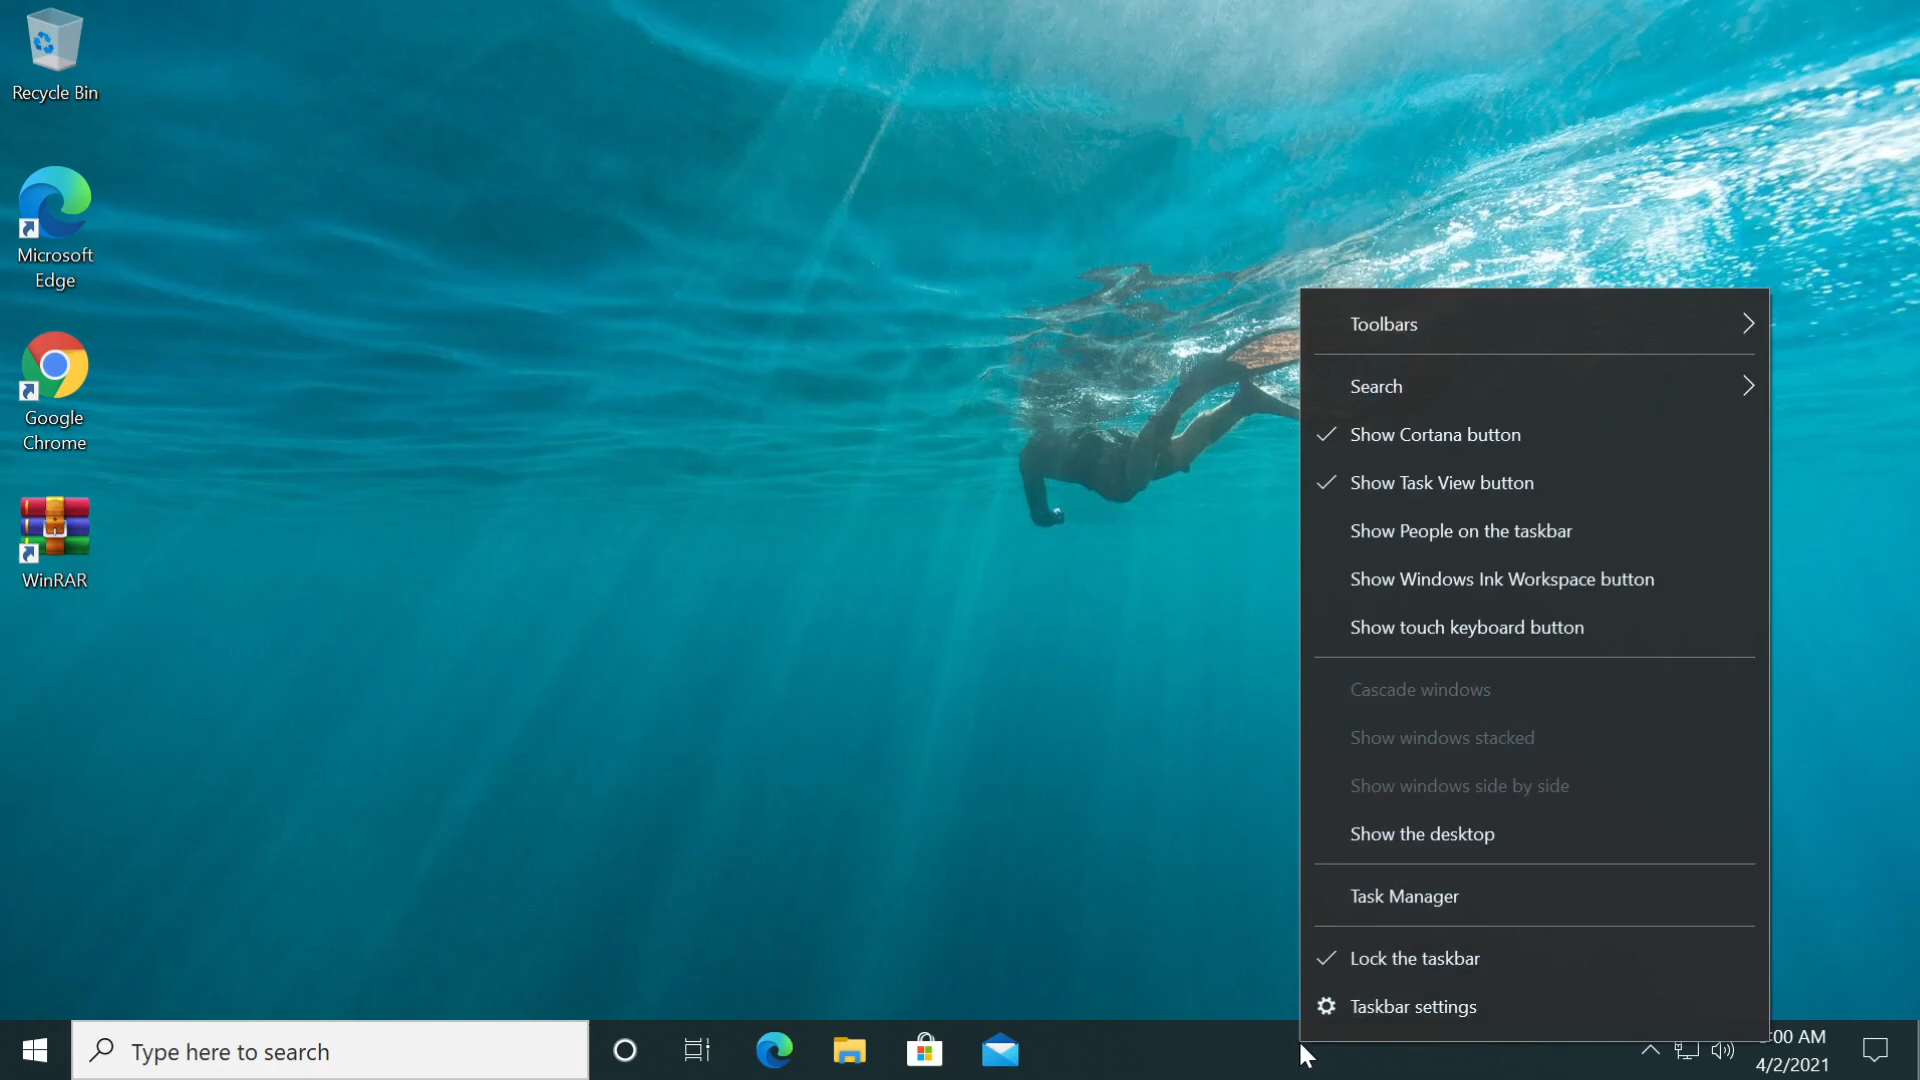 Recycle Bin
Microsoft
Edge
Google
Chrome
WinRAR
Toolbars
Search
Show Cortana button
Show Task View button
Show People on the taskbar
Show Windows Ink Workspace button
Show touch keyboard button
Cascade windows
Show windows stacked
Show windows side by side
Show the desktop
Task Manager
Lock the taskbar
Taskbar settings
Type here to search
:00 AM
4/2/2021